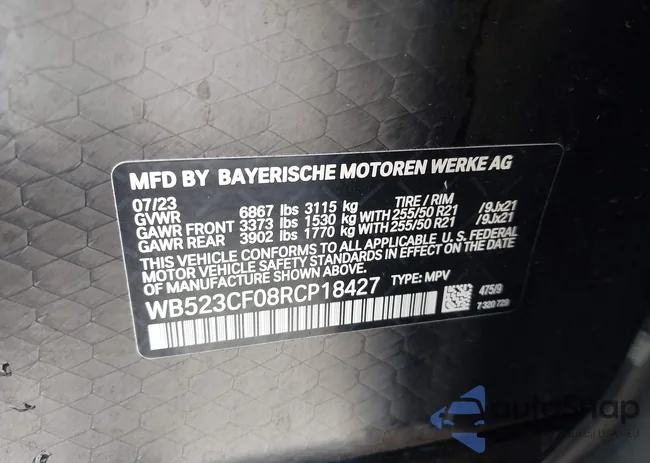 MFD BY BAYERISCHE MOTOREN WERKE AG
07/23 TIRE / RIM
GVWR 6867 lbs 3115 kg
GAWR FRONT 3373 lbs 1530 kg WITH 255/50 R21 /9Jx21
GAWR REAR 3902 lbs 1770 kg WITH 255/50 R21 /9Jx21
THIS VEHICLE CONFORMS TO ALL APPLICABLE U.S. FEDERAL
MOTOR VEHICLE SAFETY STANDARDS IN EFFECT ON THE DATE
OF MANUFACTURE SHOWN ABOVE.
WB523CF08RCP18427 TYPE: MPV
475/9
7 320 729
autoSnap